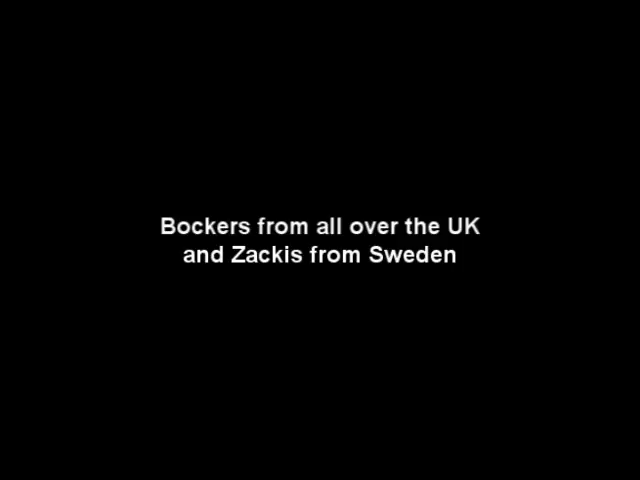 Bockers from all over the UK
and Zackis from Sweden